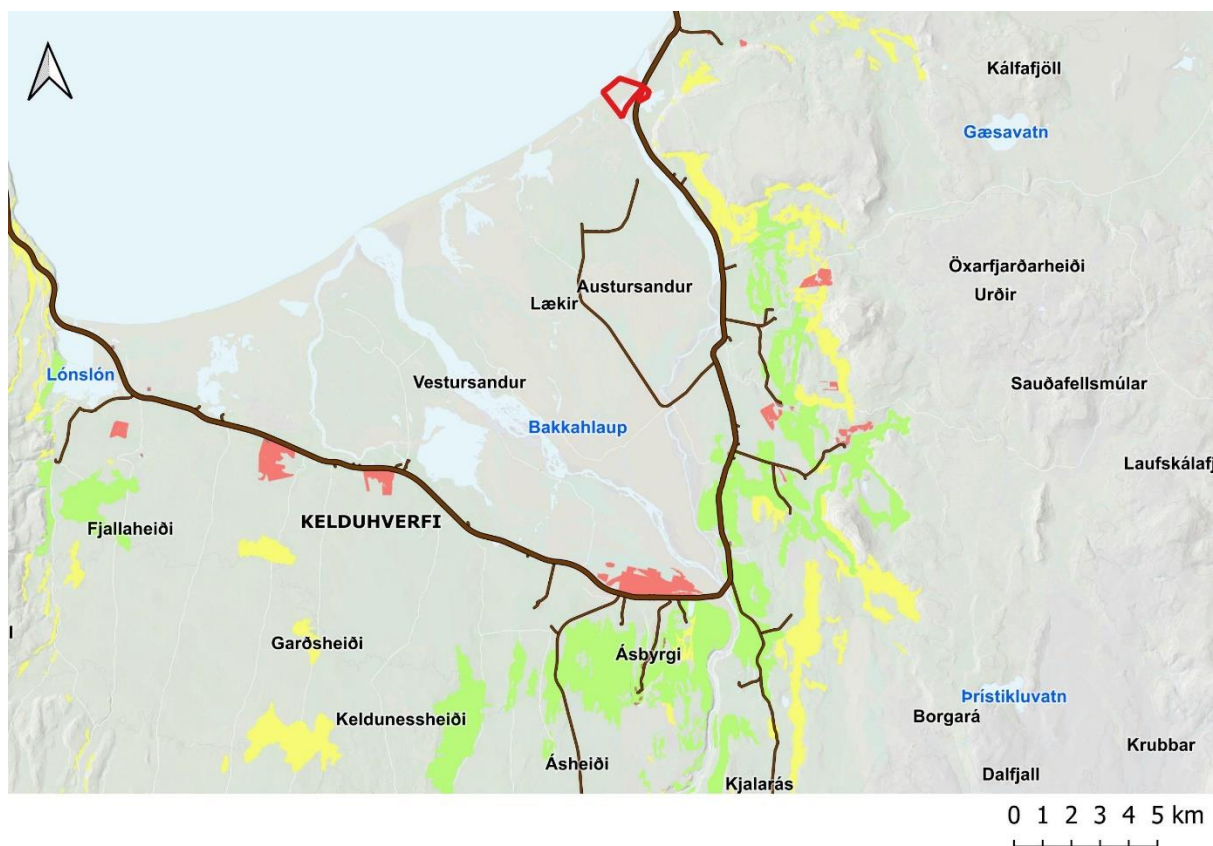 Kálfafjöll
Gæsavatn
Öxarfjarðarheiði
Urðir
Austursandur
Lækir
Lónslón
Vestursandur
Sauðafellsmúlar
Bakkahlaup
Laufskálafj
KELDUHVERFI
Fjallaheiði
l
Garðsheiði
Ásbyrgi
Þrístikluvatn
Keldunessheiði
Borgará
Krubbar
Ásheiði
Dalfjall
Kjalarás
0 1 2 3 4 5 km